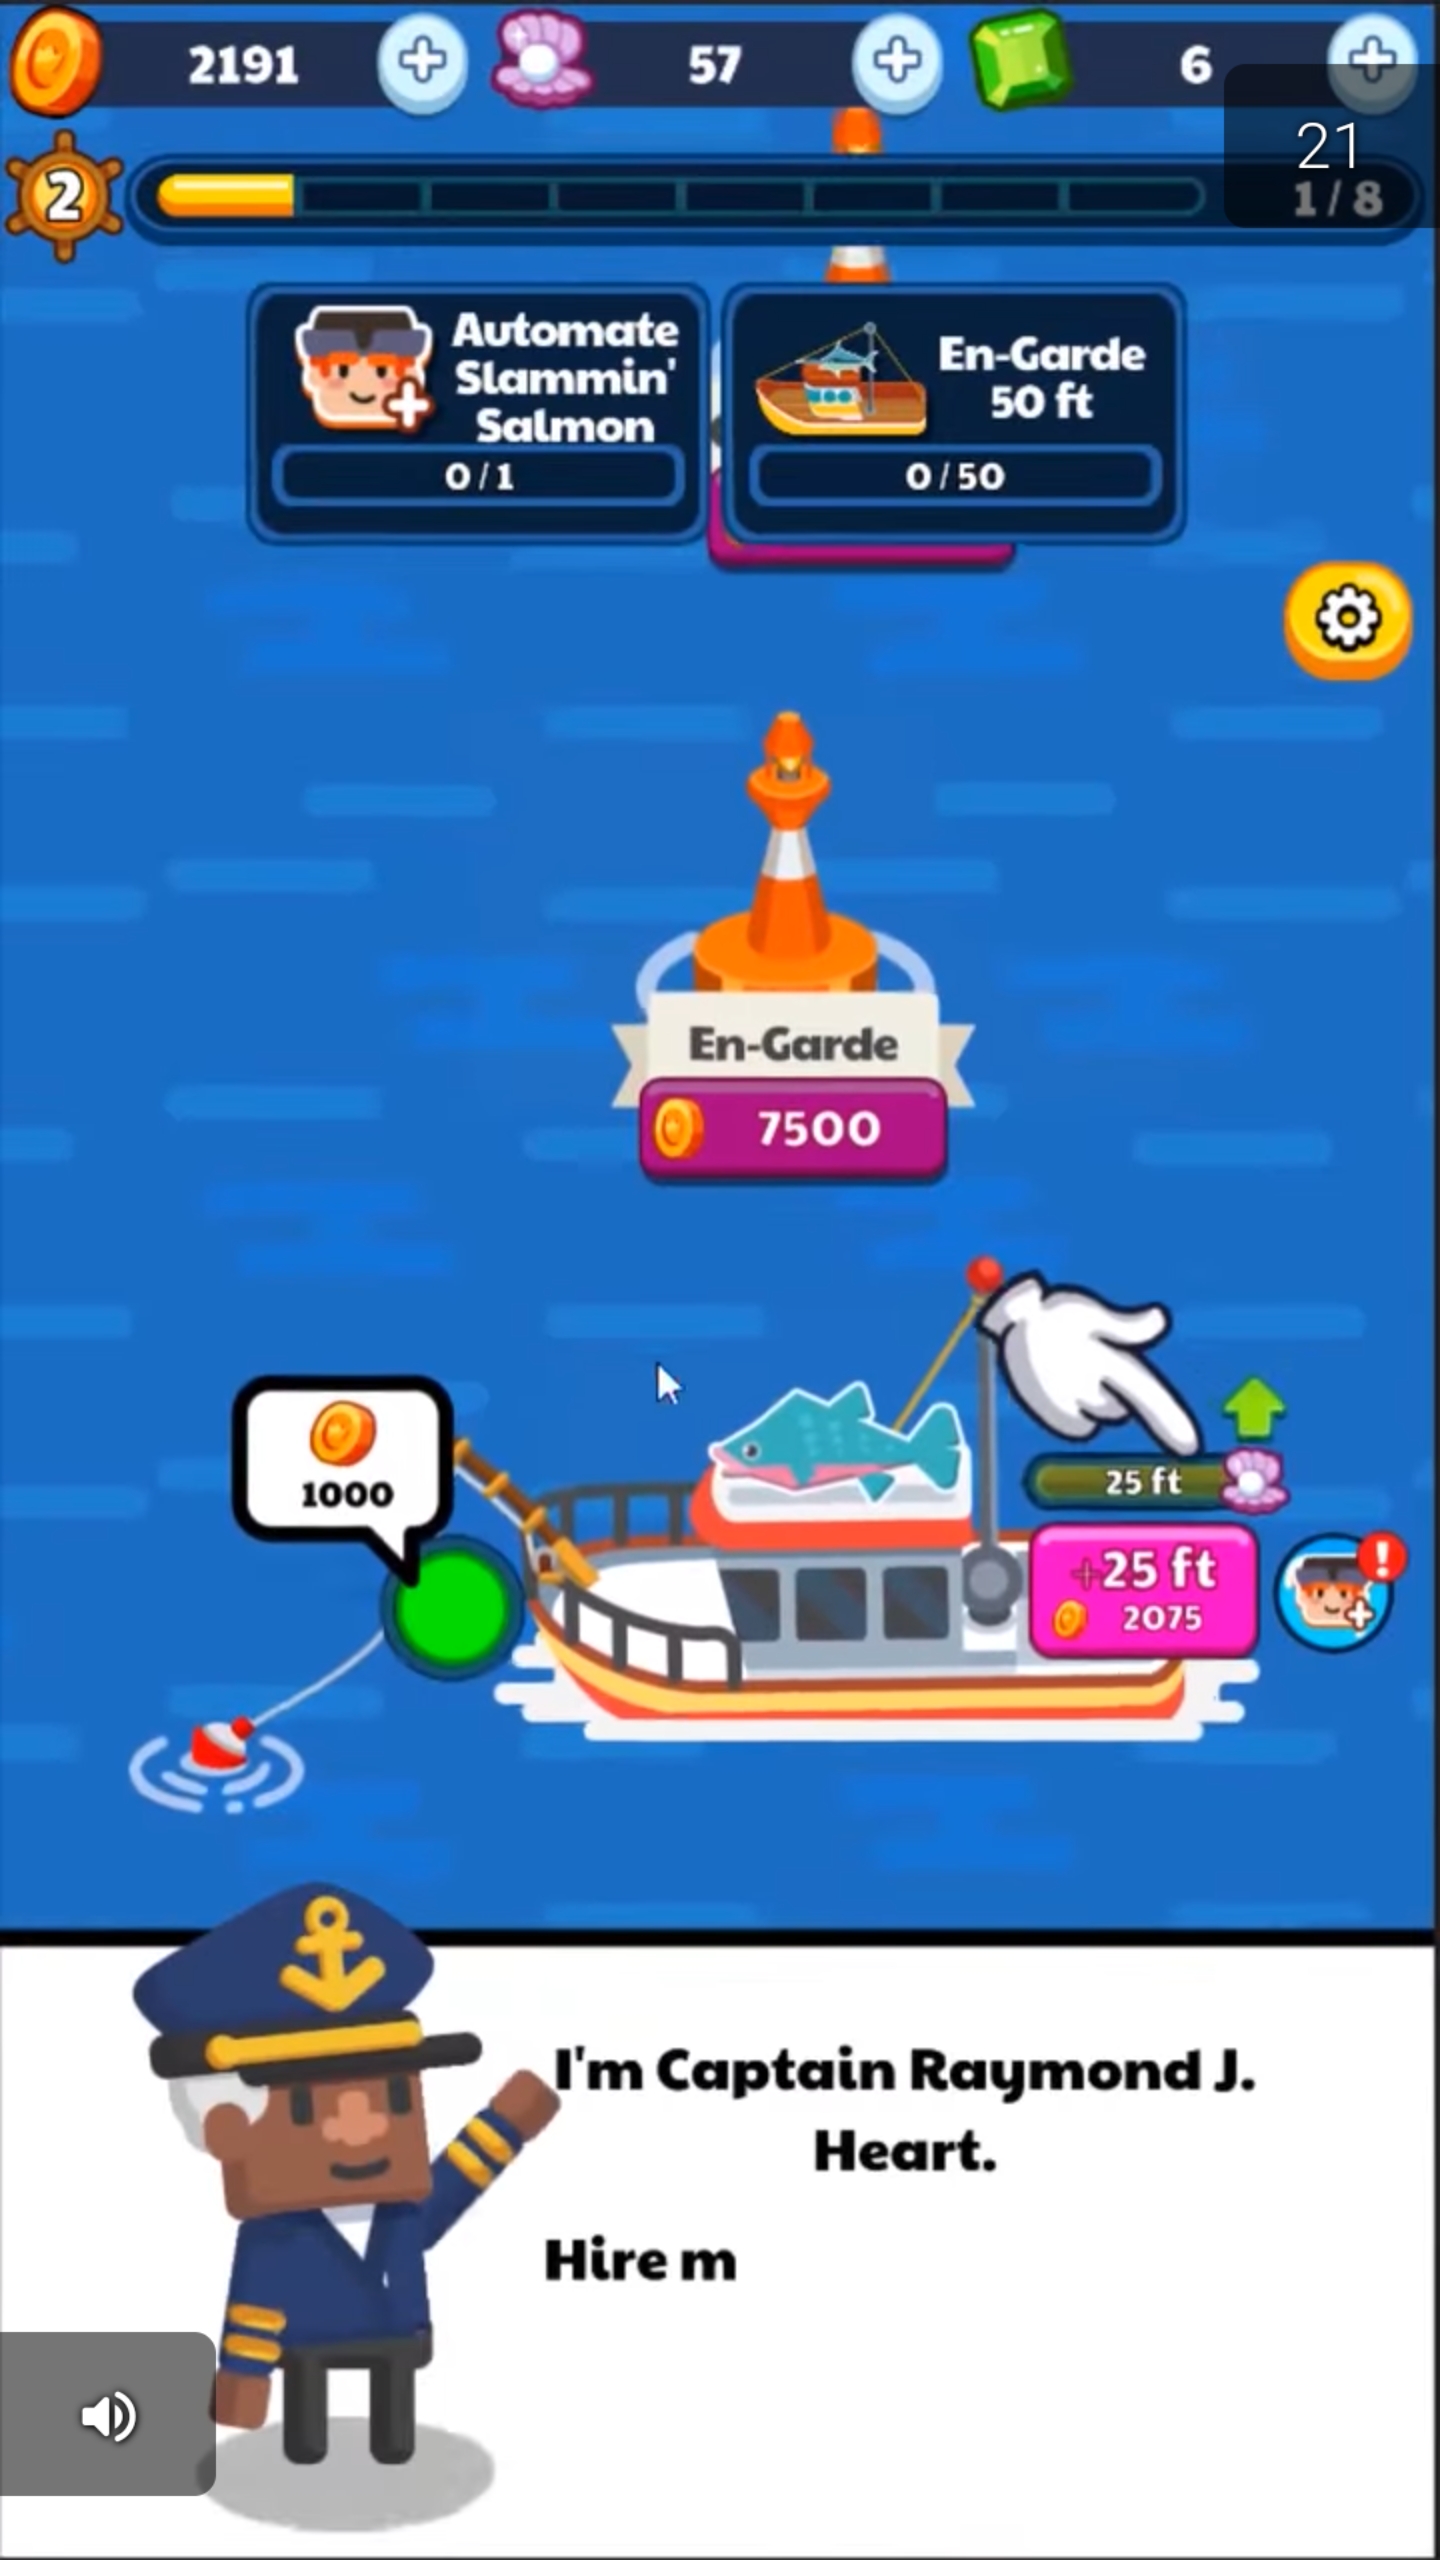 2191
57
6
21
2
1/8
Automate
Slammin'
Salmon
0/1
En-Garde
50 ft
0/50
En-Garde
7500
1000
25 ft
+25 ft
2075
!
I'm Captain Raymond J.
Heart.
Hire m